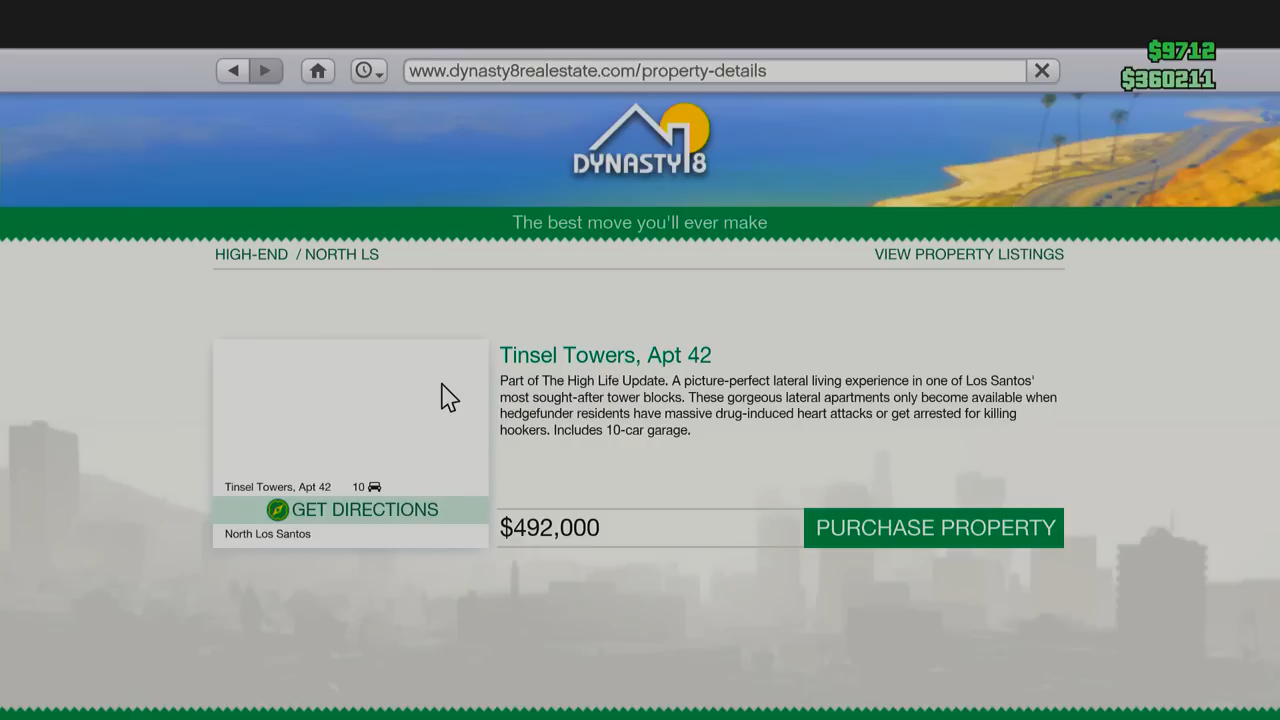 $9712
www.dynasty8realestate.com/property-details
$360211
DYNASTY 8
The best move you'll ever make
HIGH-END / NORTH LS
VIEW PROPERTY LISTINGS
Tinsel Towers, Apt 42
Part of The High Life Update. A picture-perfect lateral living experience in one of Los Santos'
most sought-after tower blocks. These gorgeous lateral apartments only become available when
hedgefunder residents have massive drug-induced heart attacks or get arrested for killing
hookers. Includes 10-car garage.
Tinsel Towers, Apt 42 10
GET DIRECTIONS
North Los Santos
$492,000
PURCHASE PROPERTY